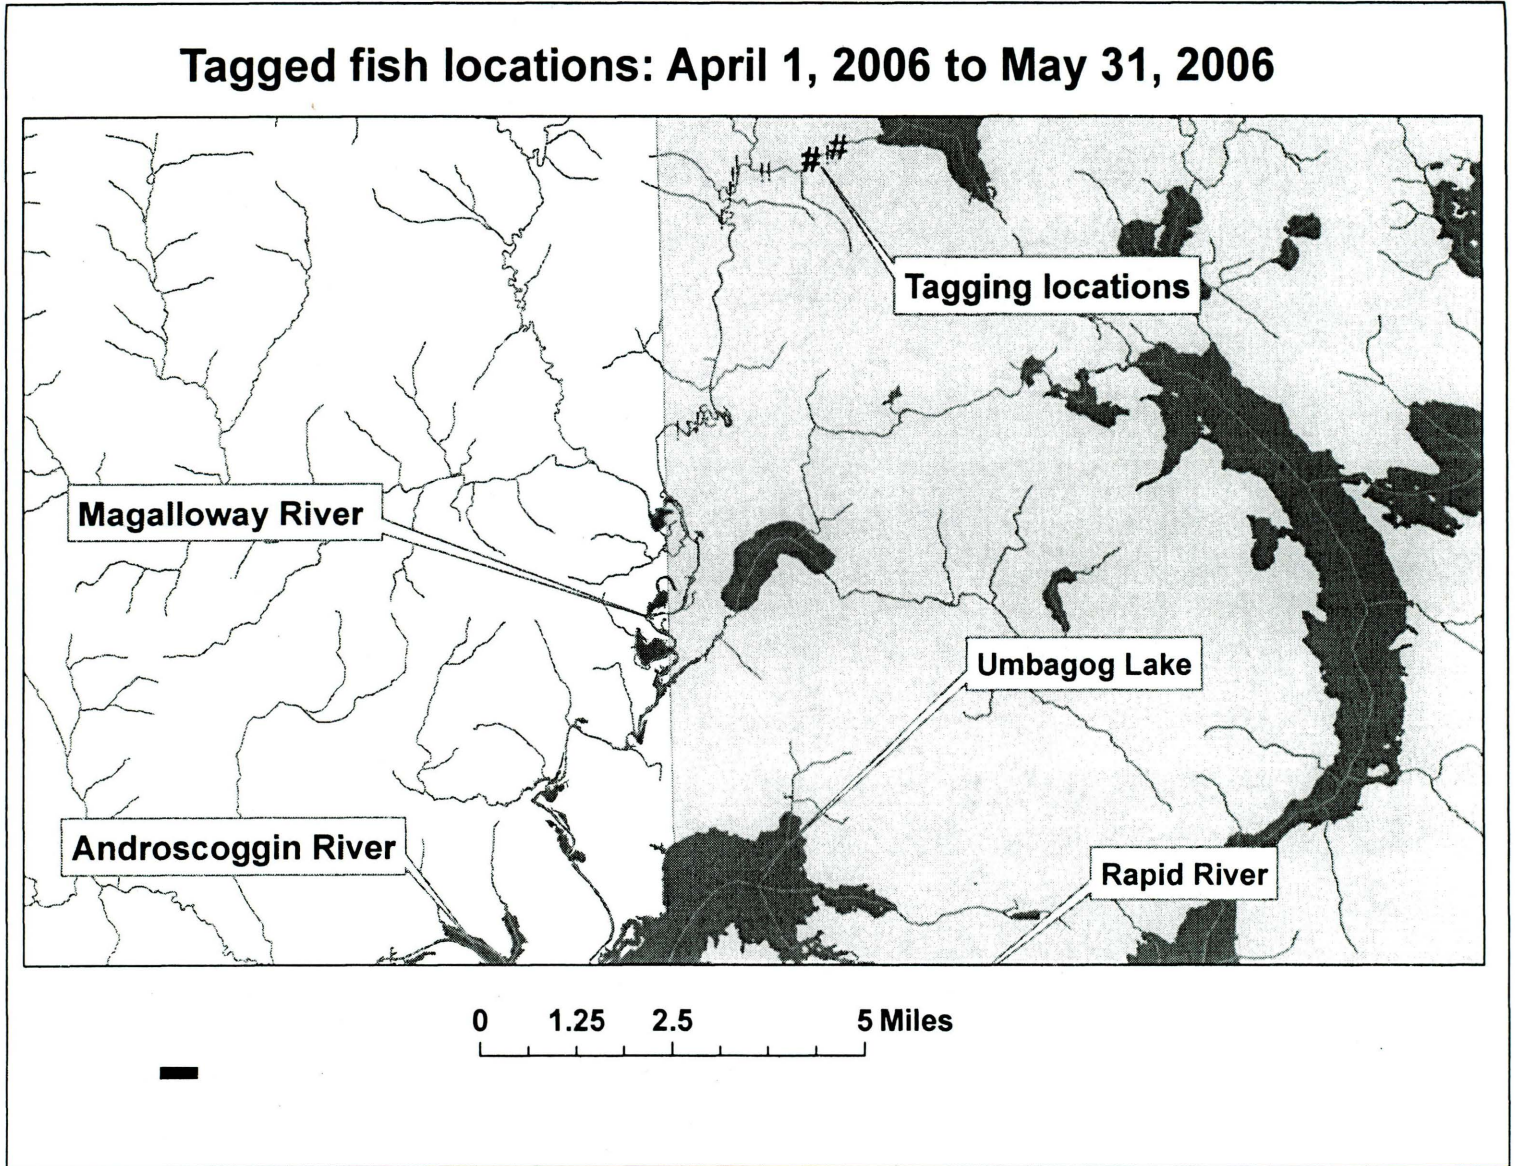 Tagged fish locations: April 1, 2006 to May 31, 2006
# #
Tagging locations
Magalloway River
Umbagog Lake
Androscoggin River
Rapid River
0 1.25 2.5 5 Miles